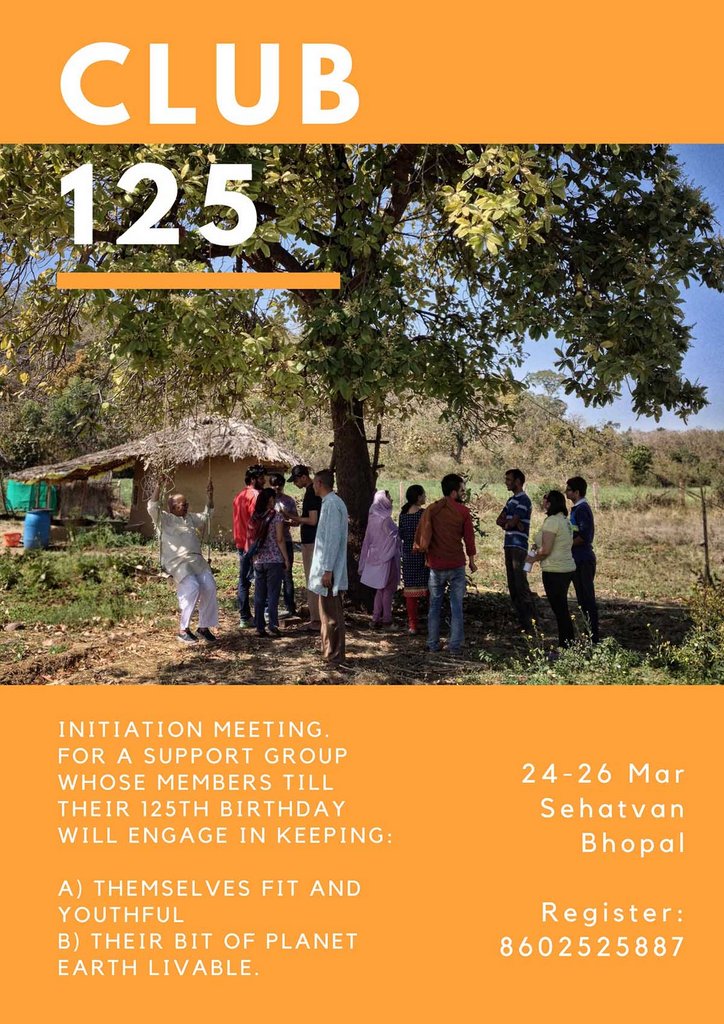 CLUB
125
INITIATION MEETING.
FOR A SUPPORT GROUP
WHOSE MEMBERS TILL
THEIR 125TH BIRTHDAY
WILL ENGAGE IN KEEPING:
A) THEMSELVES FIT AND
YOUTHFUL
B) THEIR BIT OF PLANET
EARTH LIVABLE.
24-26 Mar
Sehatvan
Bhopal
Register:
8602525887